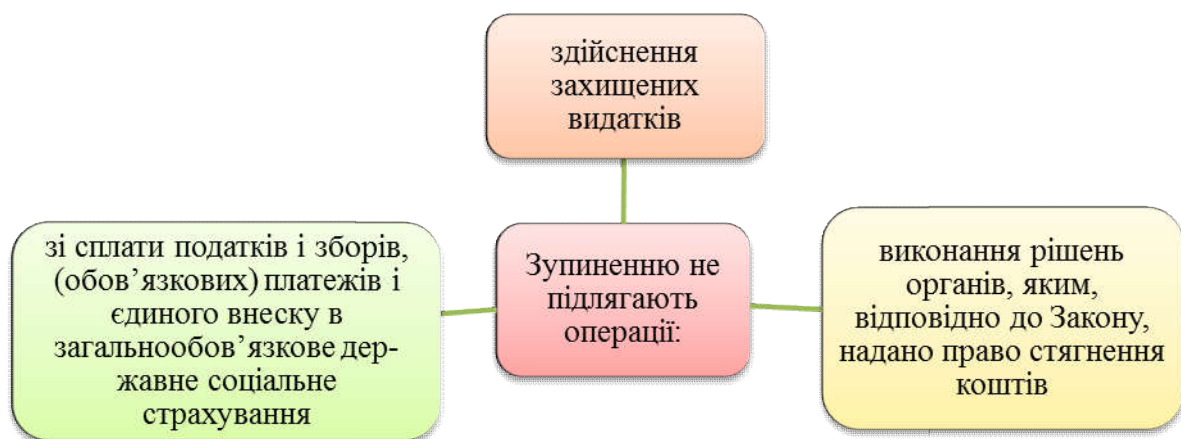 здійснення
захищених
видатків
зі сплати податків і зборів,
(обов’язкових) платежів і
єдиного внеску в
загальнообов’язкове дер-
жавне соціальне
страхування
Зупиненню не
підлягають
операції:
виконання рішень
органів, яким,
відповідно до Закону,
надано право стягнення
коштів